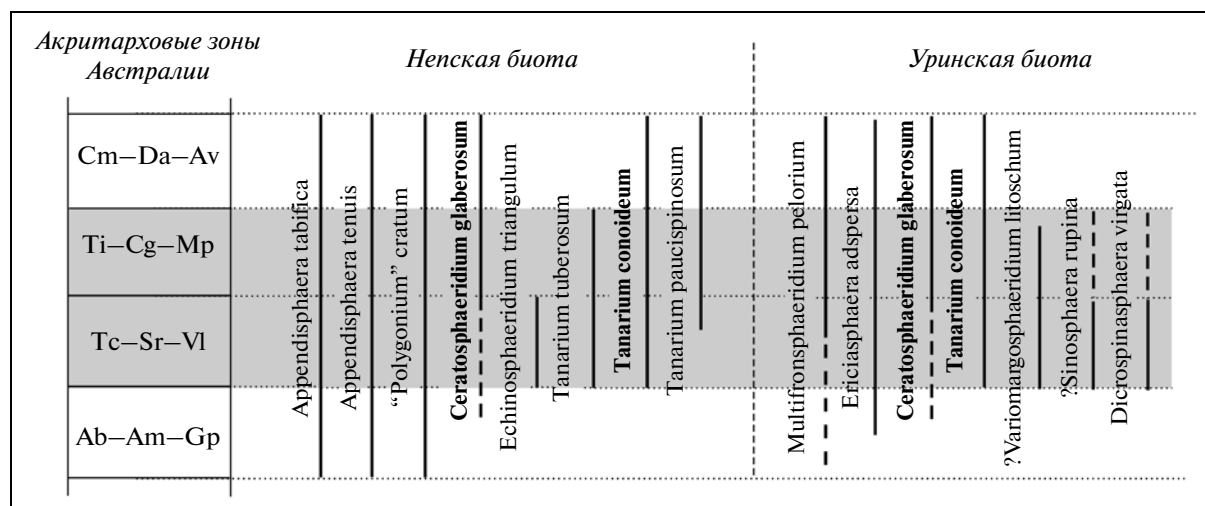 Акритарховые зоны
Австралии
Непская биота
Уринская биота
Cm–Da–Av
Ti–Cg–Mp
Tc–Sr–Vl
Ab–Am–Gp
Appendisphaera tabifica
Appendisphaera tenuis
“Polygonium” cratum
Ceratosphaeridium glaberosum
Echinosphaeridium triangulum
Tanarium tuberosum
Tanarium conoideum
Tanarium paucispinosum
Multifronsphaeridium pelorium
Ericiasphaera adspersa
Ceratosphaeridium glaberosum
Tanarium conoideum
?Variomargosphaeridium litoschum
?Sinosphaera rupina
Dicrospinasphaera virgata